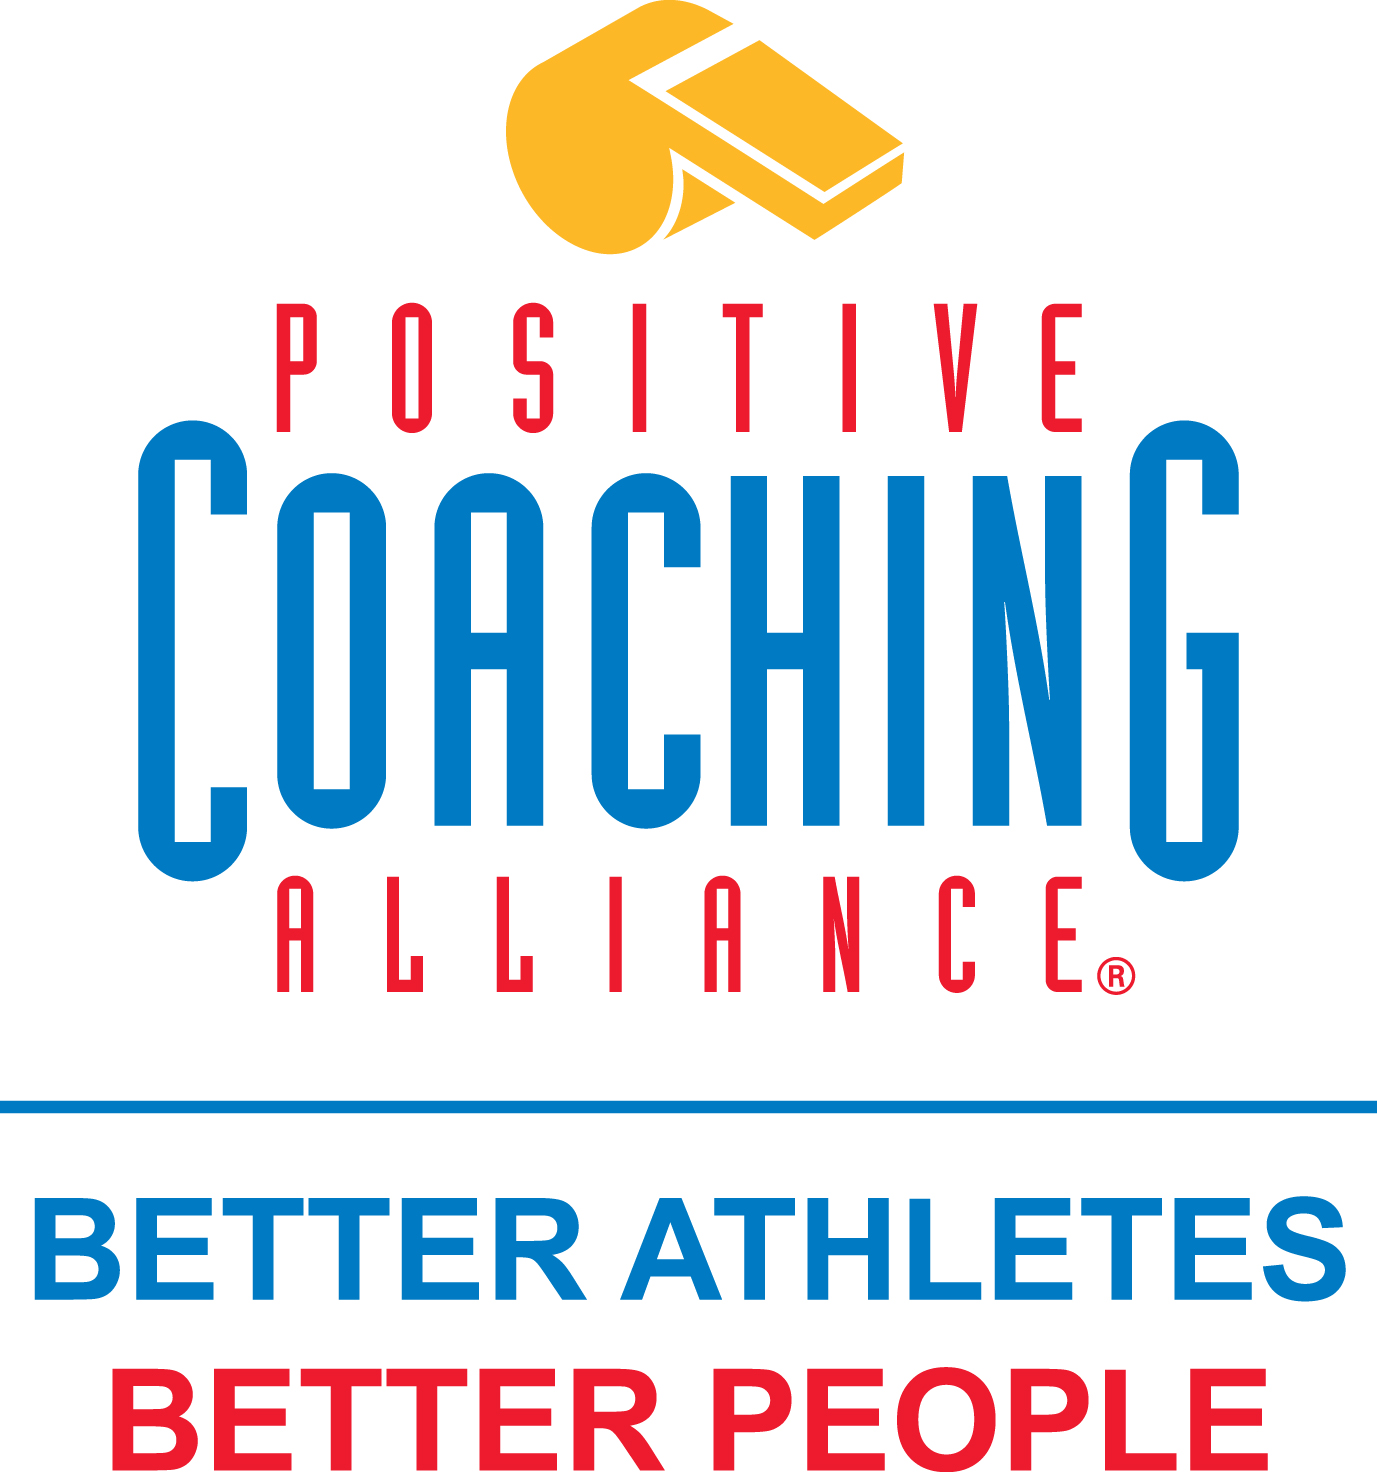 POSITIVE
COACHING
ALLIANCE®
BETTER ATHLETES
BETTER PEOPLE